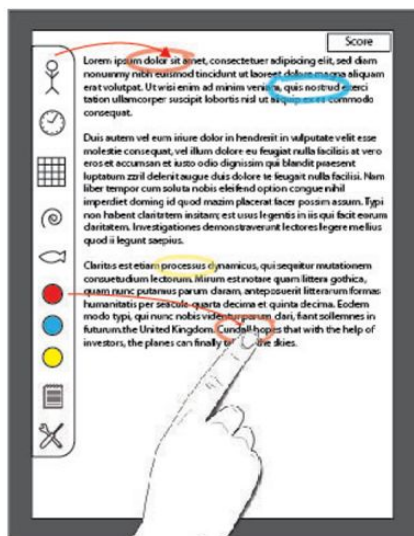 Score
Lorem ipsum dolor sit amet, consectetuer adipiscing elit, sed diam
nonummy nibh euismod tincidunt ut laoreet dolore magna aliquam
erat volutpat. Ut wisi enim ad minim veniam, quis nostrud exerci
tation ullamcorper suscipit lobortis nisl ut aliquip ex ea commodo
consequat.
Duis autem vel eum iriure dolor in hendrerit in vulputate velit esse
molestie consequat, vel illum dolore eu feugiat nulla facilisis at vero
eros et accumsan et iusto odio dignissim qui blandit praesent
luptatum zzril delenit augue duis dolore te feugait nulla facilisi. Nam
liber tempor cum soluta nobis eleifend option congue nihil
imperdiet doming id quod mazim placerat facer possim assum. Typi
non habent claritatem insitam; est usus legentis in iis qui facit eorum
claritatem. Investigationes demonstraverunt lectores legere me lius
quod ii legunt saepius.
Claritas est etiam processus dynamicus, qui sequitur mutationem
consuetudium lectorum. Mirum est notare quam littera gothica,
quam nunc putamus parum claram, anteposuerit litterarum formas
humanitatis per seacula quarta decima et quinta decima. Eodem
modo typi, qui nunc nobis videntur parum clari, fiant sollemnes in
futurum.the United Kingdom. Cundall hopes that with the help of
investors, the planes can finally the skies.